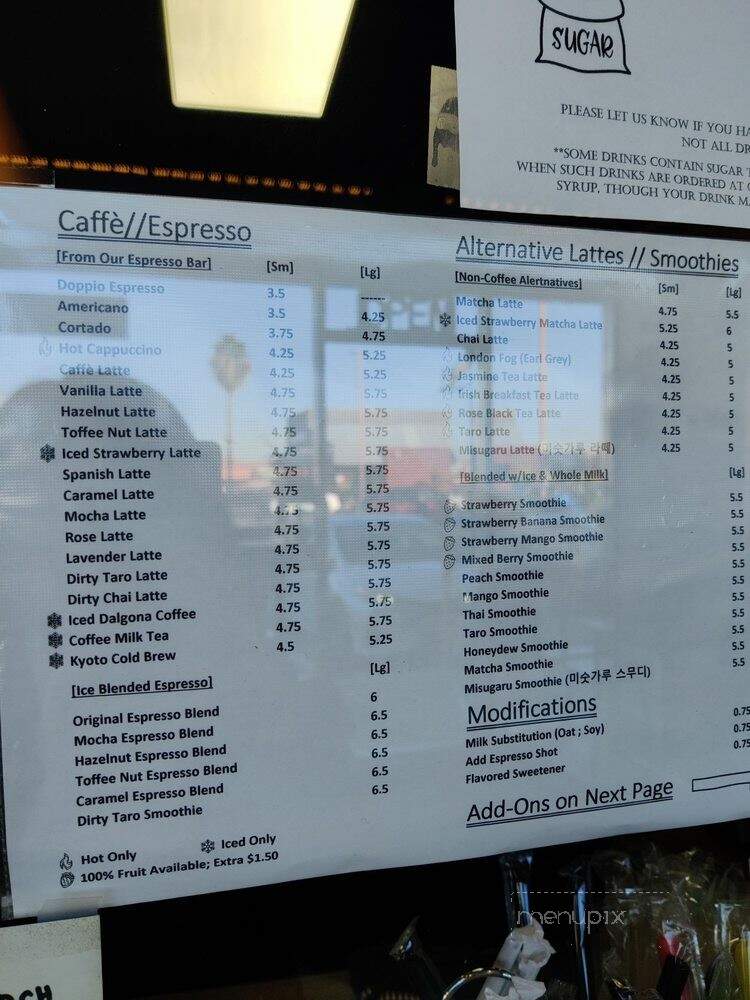 SUGAR
PLEASE LET US KNOW IF YOU
NOT ALL
**SOME DRINKS CONTAIN SUGAR
WHEN SUCH DRINKS ARE ORDERED AT
SYRUP, THOUGH YOUR DRINK
Caffè//Espresso
[From Our Espresso Bar] [Sm] [Lg]
Doppio Espresso 3.5 ------
Americano 3.5 4.25
Cortado 3.75 4.75
Hot Cappuccino 4.25 5.25
Caffè Latte 4.25 5.25
Vanilla Latte 4.75 5.75
Hazelnut Latte 4.75 5.75
Toffee Nut Latte 4.75 5.75
Iced Strawberry Latte 4.75 5.75
Spanish Latte 4.75 5.75
Caramel Latte 4.75 5.75
Mocha Latte 4.75 5.75
Rose Latte 4.75 5.75
Lavender Latte 4.75 5.75
Dirty Taro Latte 4.75 5.75
Dirty Chai Latte 4.75 5.75
Iced Dalgona Coffee 4.75 5.75
Coffee Milk Tea 4.75 5.75
Kyoto Cold Brew 4.5 5.25
[Ice Blended Espresso] [Lg]
Original Espresso Blend 6
Mocha Espresso Blend 6.5
Hazelnut Espresso Blend 6.5
Toffee Nut Espresso Blend 6.5
Caramel Espresso Blend 6.5
Dirty Taro Smoothie 6.5
Hot Only Iced Only
100% Fruit Available; Extra $1.50
Alternative Lattes // Smoothies
[Non-Coffee Alertnatives] [Sm] [Lg]
Matcha Latte 4.75 5.5
Iced Strawberry Matcha Latte 5.25 6
Chai Latte 4.25 5
London Fog (Earl Grey) 4.25 5
Jasmine Tea Latte 4.25 5
Irish Breakfast Tea Latte 4.25 5
Rose Black Tea Latte 4.25 5
Taro Latte 4.25 5
Misugaru Latte (미숫가루 라떼) 4.25 5
[Blended w/Ice & Whole Milk] [Lg]
Strawberry Smoothie 5.5
Strawberry Banana Smoothie 5.5
Strawberry Mango Smoothie 5.5
Mixed Berry Smoothie 5.5
Peach Smoothie 5.5
Mango Smoothie 5.5
Thai Smoothie 5.5
Taro Smoothie 5.5
Honeydew Smoothie 5.5
Matcha Smoothie 5.5
Misugaru Smoothie (미숫가루 스무디) 5.5
Modifications
Milk Substitution (Oat ; Soy) 0.75
Add Espresso Shot 0.75
Flavored Sweetener 0.75
Add-Ons on Next Page
menupix